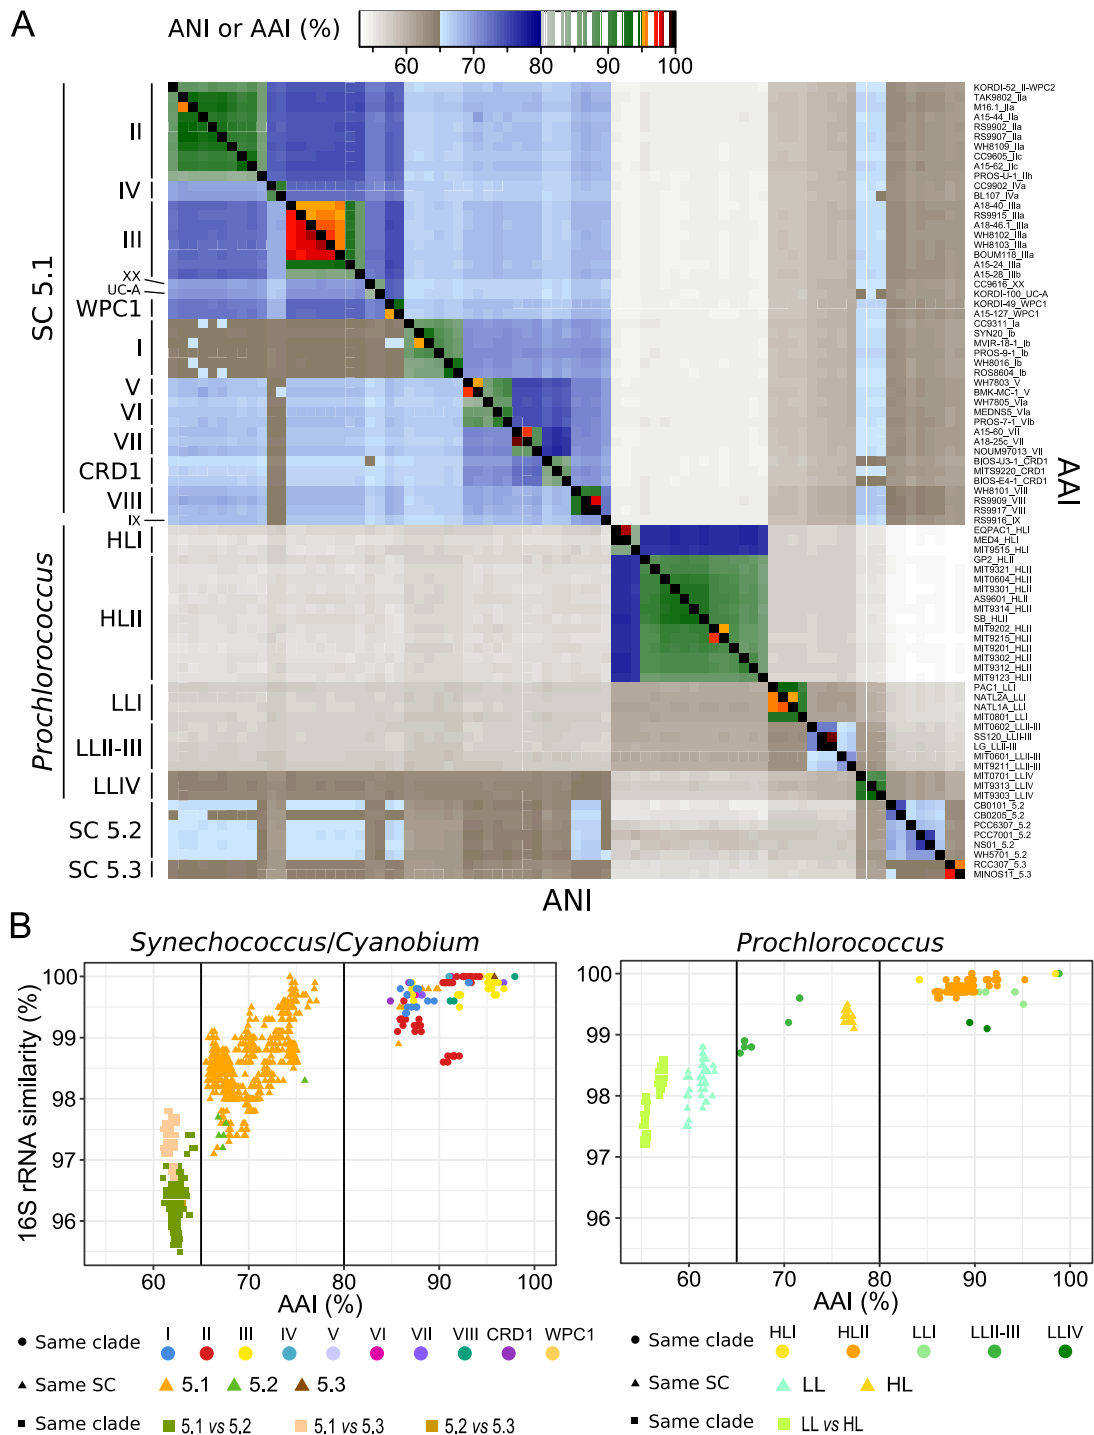 A
ANI or AAI (%)
60 70 80 90 100
SC 5.1
II
IV
III
XX
UC-A
WPC1
I
V
VI
VII
CRD1
VIII
IX
Prochlorococcus
HLI
HLII
LLI
LLII-III
LLIV
SC 5.2
SC 5.3
KORDI-52_II-WPC2
TAK9802_IIa
M16.1_IIa
A15-44_IIa
RS9902_IIa
RS9907_IIa
WH8109_IIa
CC9605_IIc
A15-62_IIc
PROS-U-1_IIh
CC9902_IVa
BL107_IVa
A18-40_IIIa
RS9915_IIIa
A18-46.1_IIIa
WH8102_IIIa
WH8103_IIIa
BOUM118_IIIa
A15-24_IIIa
A15-28_IIIb
CC9616_XX
KORDI-100_UC-A
KORDI-49_WPC1
A15-127_WPC1
CC9311_Ia
SYN20_Ib
MVIR-18-1_Ib
PROS-9-1_Ib
WH8016_Ib
ROS8604_Ib
WH7803_V
BMK-MC-1_V
WH7805_VIa
MEDNS5_VIa
PROS-7-1_VIb
A15-60_VII
A18-25c_VII
NOUM97013_VII
BIOS-U3-1_CRD1
MITS9220_CRD1
BIOS-E4-1_CRD1
WH8101_VIII
RS9909_VIII
RS9917_VIII
RS9916_IX
EQPAC1_HLI
MED4_HLI
MIT9515_HLI
GP2_HLII
MIT9321_HLII
MIT0604_HLII
MIT9301_HLII
AS9601_HLII
MIT9314_HLII
SB_HLII
MIT9202_HLII
MIT9215_HLII
MIT9201_HLII
MIT9302_HLII
MIT9312_HLII
MIT9123_HLII
PAC1_LLI
NATL2A_LLI
NATL1A_LLI
MIT0801_LLI
MIT0602_LLII-III
SS120_LLII-III
LG_LLII-III
MIT0601_LLII-III
MIT9211_LLII-III
MIT0701_LLIV
MIT9313_LLIV
MIT9303_LLIV
CB0101_5.2
CB0205_5.2
PCC6307_5.2
PCC7001_5.2
NS01_5.2
WH5701_5.2
RCC307_5.3
MINOS11_5.3
AAI
ANI
B
Synechococcus/Cyanobium
16S rRNA similarity (%)
100
99
98
97
96
60 70 80 90 100
AAI (%)
Prochlorococcus
100
99
98
97
96
60 70 80 90 100
AAI (%)
Same clade I II III IV V VI VII VIII CRD1 WPC1
Same SC 5.1 5.2 5.3
Same clade 5.1 vs 5.2 5.1 vs 5.3 5.2 vs 5.3
Same clade HLI HLII LLI LLII-III LLIV
Same SC LL HL
Same clade LL vs HL